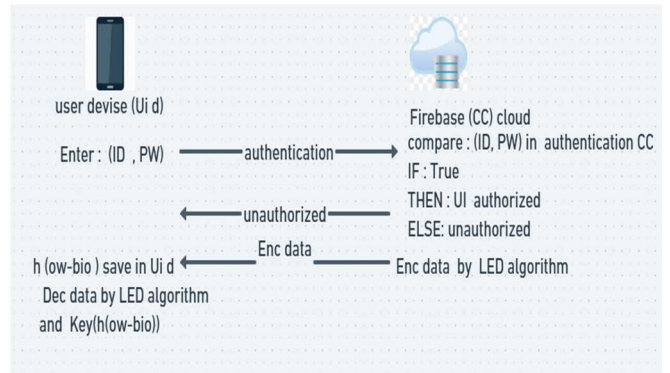 user devise (Ui d)
Enter : (ID , PW)
authentication
Firebase (CC) cloud
compare : (ID, PW) in authentication CC
IF : True
THEN : UI authorized
ELSE: unauthorized
unauthorized
Enc data
Enc data by LED algorithm
h (ow-bio ) save in Ui d
Dec data by LED algorithm
and Key(h(ow-bio))